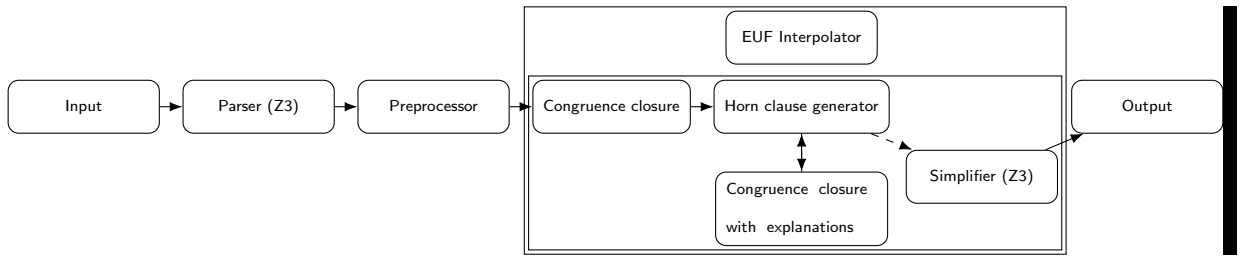 EUF Interpolator
Input
Parser (Z3)
Preprocessor
Congruence closure
Horn clause generator
Output
Simplifier (Z3)
Congruence closure
with explanations